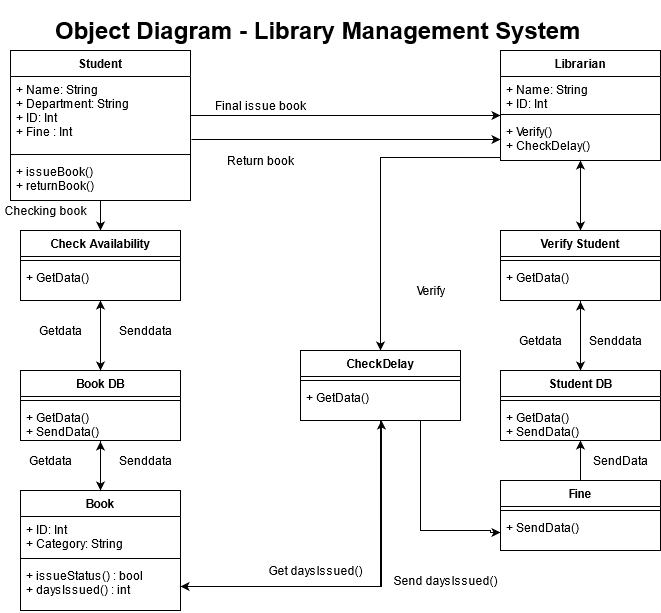 Object Diagram - Library Management System
Student
+ Name: String
+ Department: String
+ ID: Int
+ Fine : Int
+ issueBook()
+ returnBook()
Final issue book
Return book
Librarian
+ Name: String
+ ID: Int
+ Verify()
+ CheckDelay()
Checking book
Check Availability
+ GetData()
Verify Student
+ GetData()
Verify
Getdata
Senddata
Getdata
Senddata
CheckDelay
+ GetData()
Book DB
+ GetData()
+ SendData()
Student DB
+ GetData()
+ SendData()
Getdata
Senddata
SendData
Book
+ ID: Int
+ Category: String
+ issueStatus() : bool
+ daysIssued() : int
Fine
+ SendData()
Get daysIssued()
Send daysIssued()